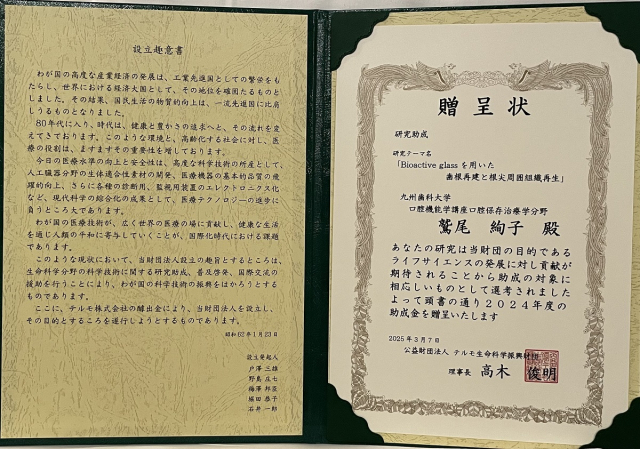 設立趣意書
わが国の高度な産業経済の発展は、工業先進国としての繁栄をも
たらし、世界における経済大国として、その地位を確固たるものと
しました。その結果、国民生活の物質的向上は、一流先進国に比肩
しうるものとなりました。
80年代に入り、時代は、健康と豊かさの追求へと、その流れを変
えてきております。このような環境と、高齢化する社会に対し、医
療の役割は、ますますその重要性を増しております。
今日の医療水準の向上と安全性は、高度な科学技術の所産として、
人工臓器分野の生体適合性素材の開発、医療機器の基本的品質の飛
躍的向上、さらに各種の診断用、監視用装置のエレクトロニクス化
など、現代科学の綜合化の成果として、医療テクノロジーの進歩に
負うところ大であります。
わが国の医療技術が、広く世界の医療の場に貢献し、健康な生活
を通じ人類の平和に寄与していくことが、国際化時代における課題
であります。
このような現状において、当財団法人設立の趣旨とするところは、
生命科学分野の科学技術に関する研究助成、普及啓発、国際交流の
援助を行うことにより、わが国の科学技術の振興をはかろうとする
ものであります。
ここに、テルモ株式会社の醵出金により、当財団法人を設立し、
その目的とするところを遂行しようとするものであります。
昭和62年1月23日
設立発起人
戸澤 三雄
野島 庄七
梅澤 邦臣
篠田 恭子
石井 一郎
贈呈状
研究助成
研究テーマ名
「Bioactive glassを用いた
歯根再建と根尖周囲組織再生」
九州歯科大学
口腔機能学講座口腔保存治療学分野
鷲尾 絢子 殿
あなたの研究は当財団の目的である
ライフサイエンスの発展に対し貢献が
期待されることから助成の対象に
相応しいものとして選考されました
よって頭書の通り2024年度の
助成金を贈呈いたします
2025年3月7日
公益財団法人 テルモ生命科学振興財団
理事長 高木 俊明